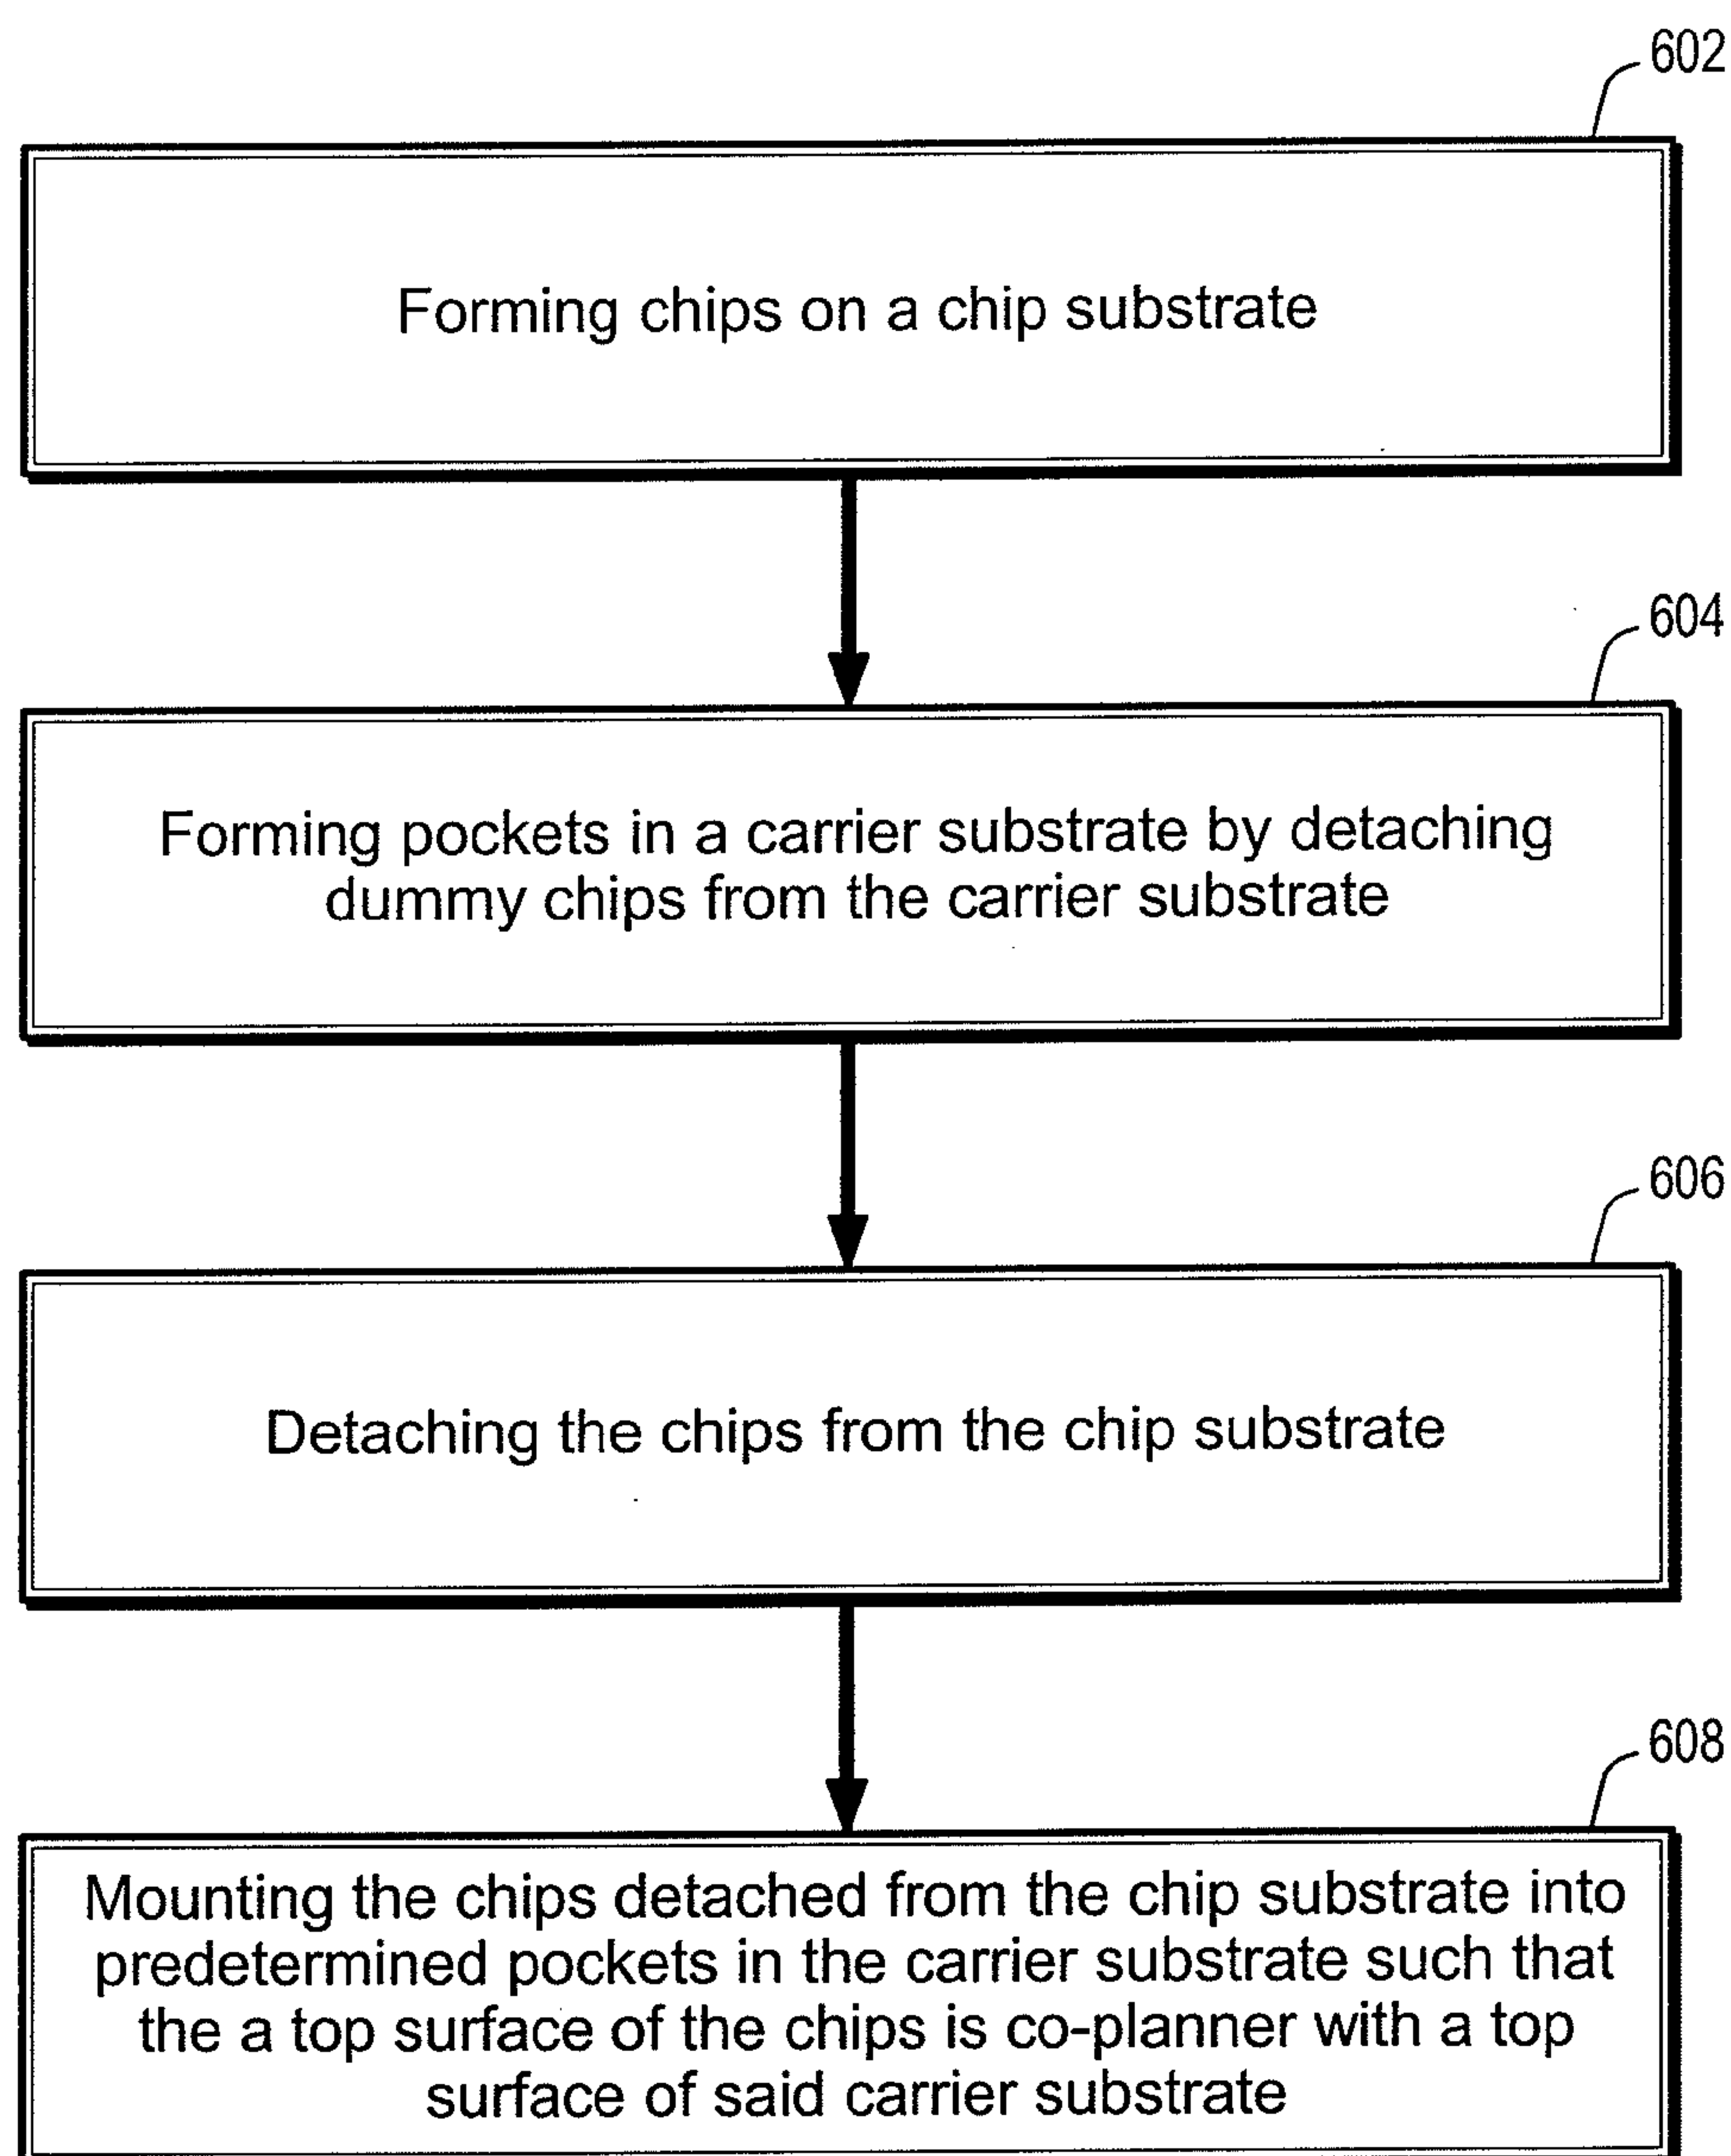 602
Forming chips on a chip substrate
604
Forming pockets in a carrier substrate by detaching
dummy chips from the carrier substrate
606
Detaching the chips from the chip substrate
608
Mounting the chips detached from the chip substrate into
predetermined pockets in the carrier substrate such that
the a top surface of the chips is co-planner with a top
surface of said carrier substrate